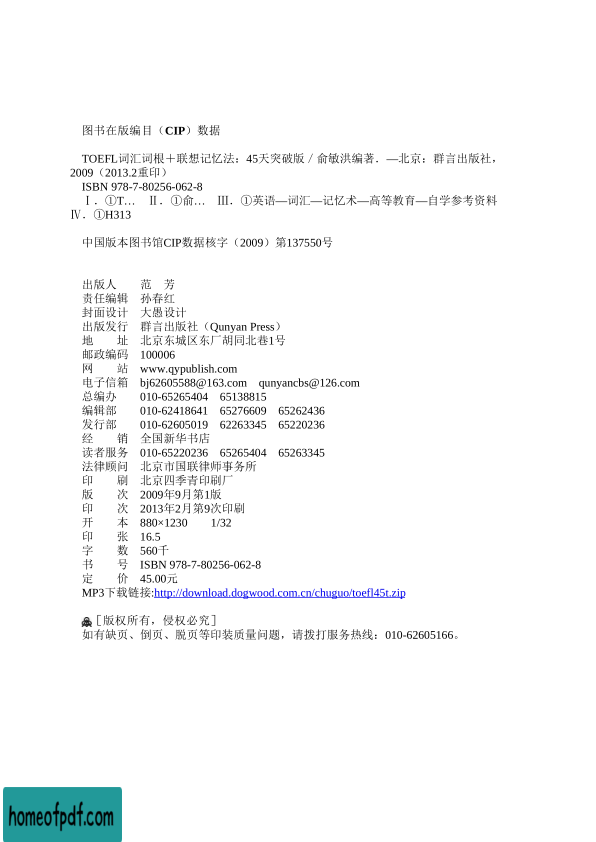 图书在版编目（CIP）数据
TOEFL词汇词根＋联想记忆法：45天突破版／俞敏洪编著．—北京：群言出版社，
2009（2013.2重印）
ISBN 978-7-80256-062-8
Ⅰ．①T… Ⅱ．①俞… Ⅲ．①英语—词汇—记忆术—高等教育—自学参考资料
Ⅳ．①H313
中国版本图书馆CIP数据核字（2009）第137550号
出版人 范　芳
责任编辑 孙春红
封面设计 大愚设计
出版发行 群言出版社（Qunyan Press）
地　　址 北京东城区东厂胡同北巷1号
邮政编码 100006
网　　站 www.qypublish.com
电子信箱 bj62605588@163.com qunyancbs@126.com
总编办 010-65265404 65138815
编辑部 010-62418641 65276609 65262436
发行部 010-62605019 62263345 65220236
经　　销 全国新华书店
读者服务 010-65220236 65265404 65263345
法律顾问 北京市国联律师事务所
印　　刷 北京四季青印刷厂
版　　次 2009年9月第1版
印　　次 2013年2月第9次印刷
开　　本 880×1230 1/32
印　　张 16.5
字　　数 560千
书　　号 ISBN 978-7-80256-062-8
定　　价 45.00元
MP3下载链接:http://download.dogwood.com.cn/chuguo/toefl45t.zip
［版权所有，侵权必究］
如有缺页、倒页、脱页等印装质量问题，请拨打服务热线：010-62605166。
homeofpdf.com